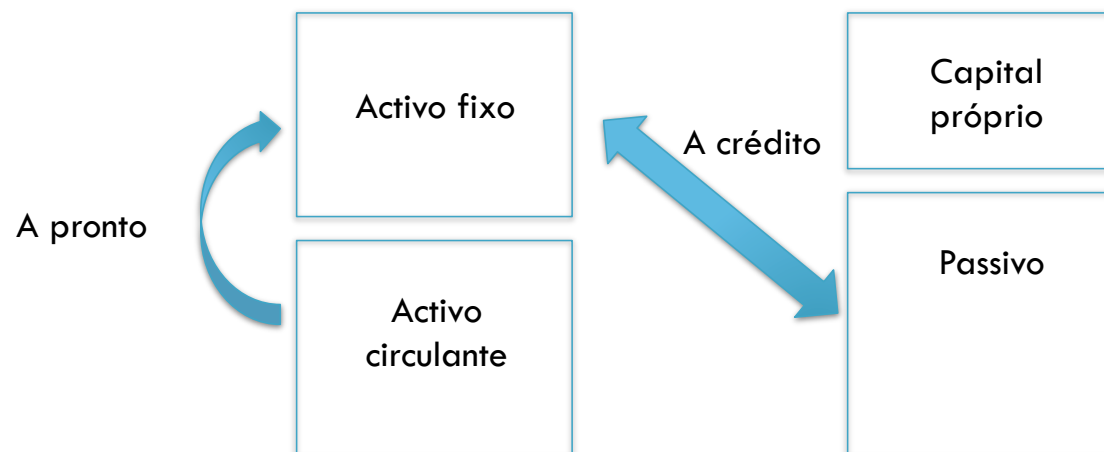 Activo fixo
Capital
próprio
A crédito
A pronto
Passivo
Activo
circulante